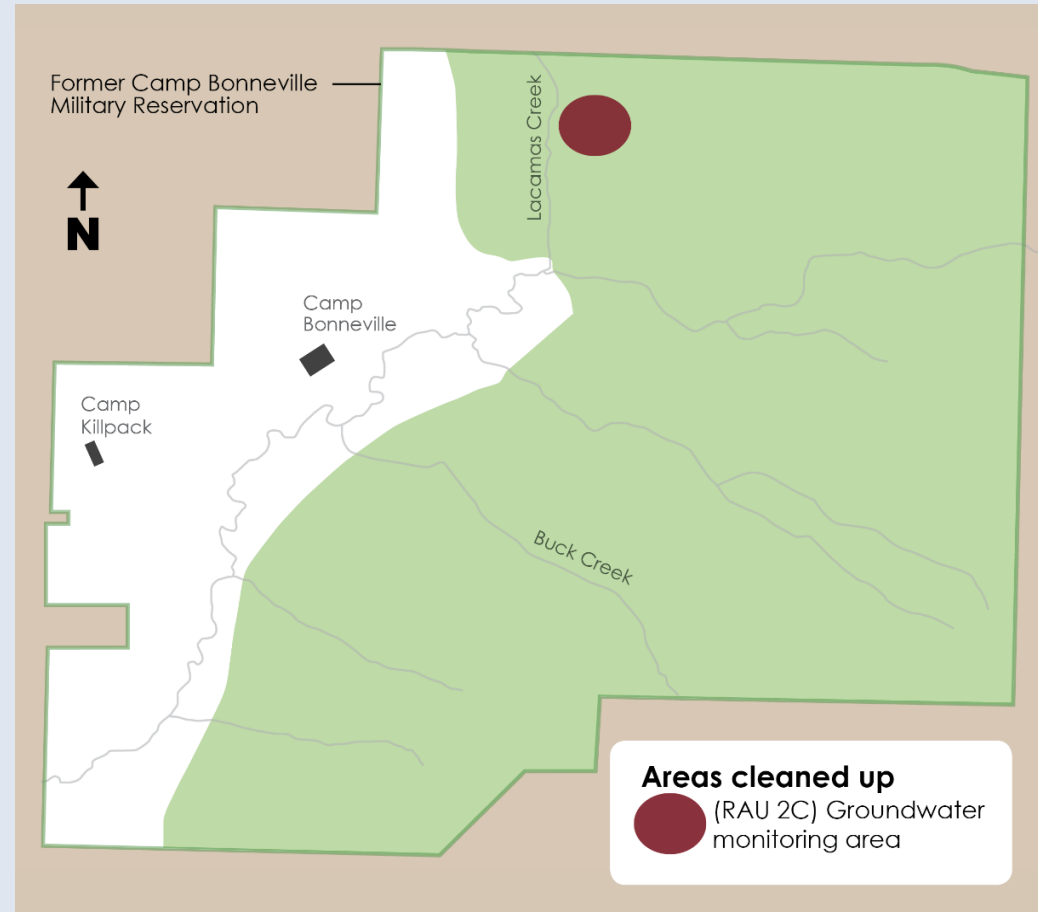 Former Camp Bonneville
Military Reservation
N
Lacamas Creek
Camp
Bonneville
Camp
Killpack
Buck Creek
Areas cleaned up
(RAU 2C) Groundwater
monitoring area